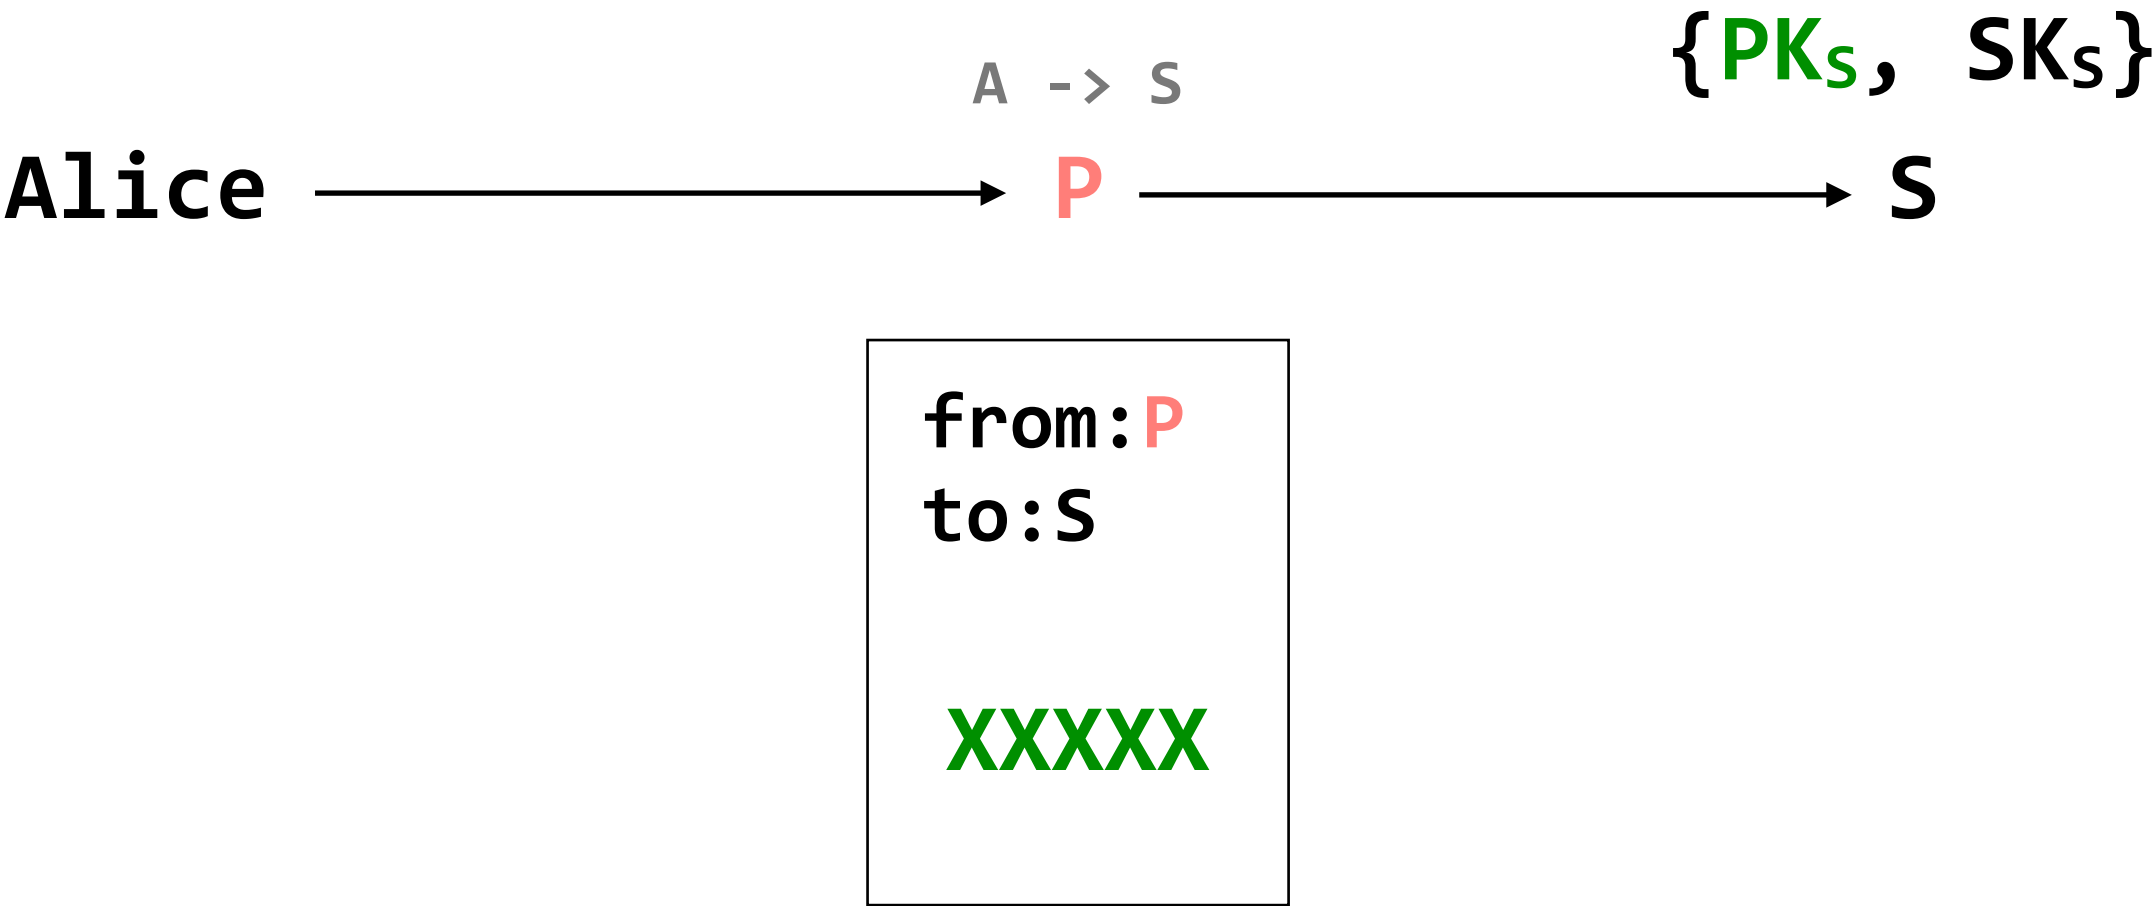 {PKS, SKS}
A -> S
Alice P S
from:P
to:S
XXXXX